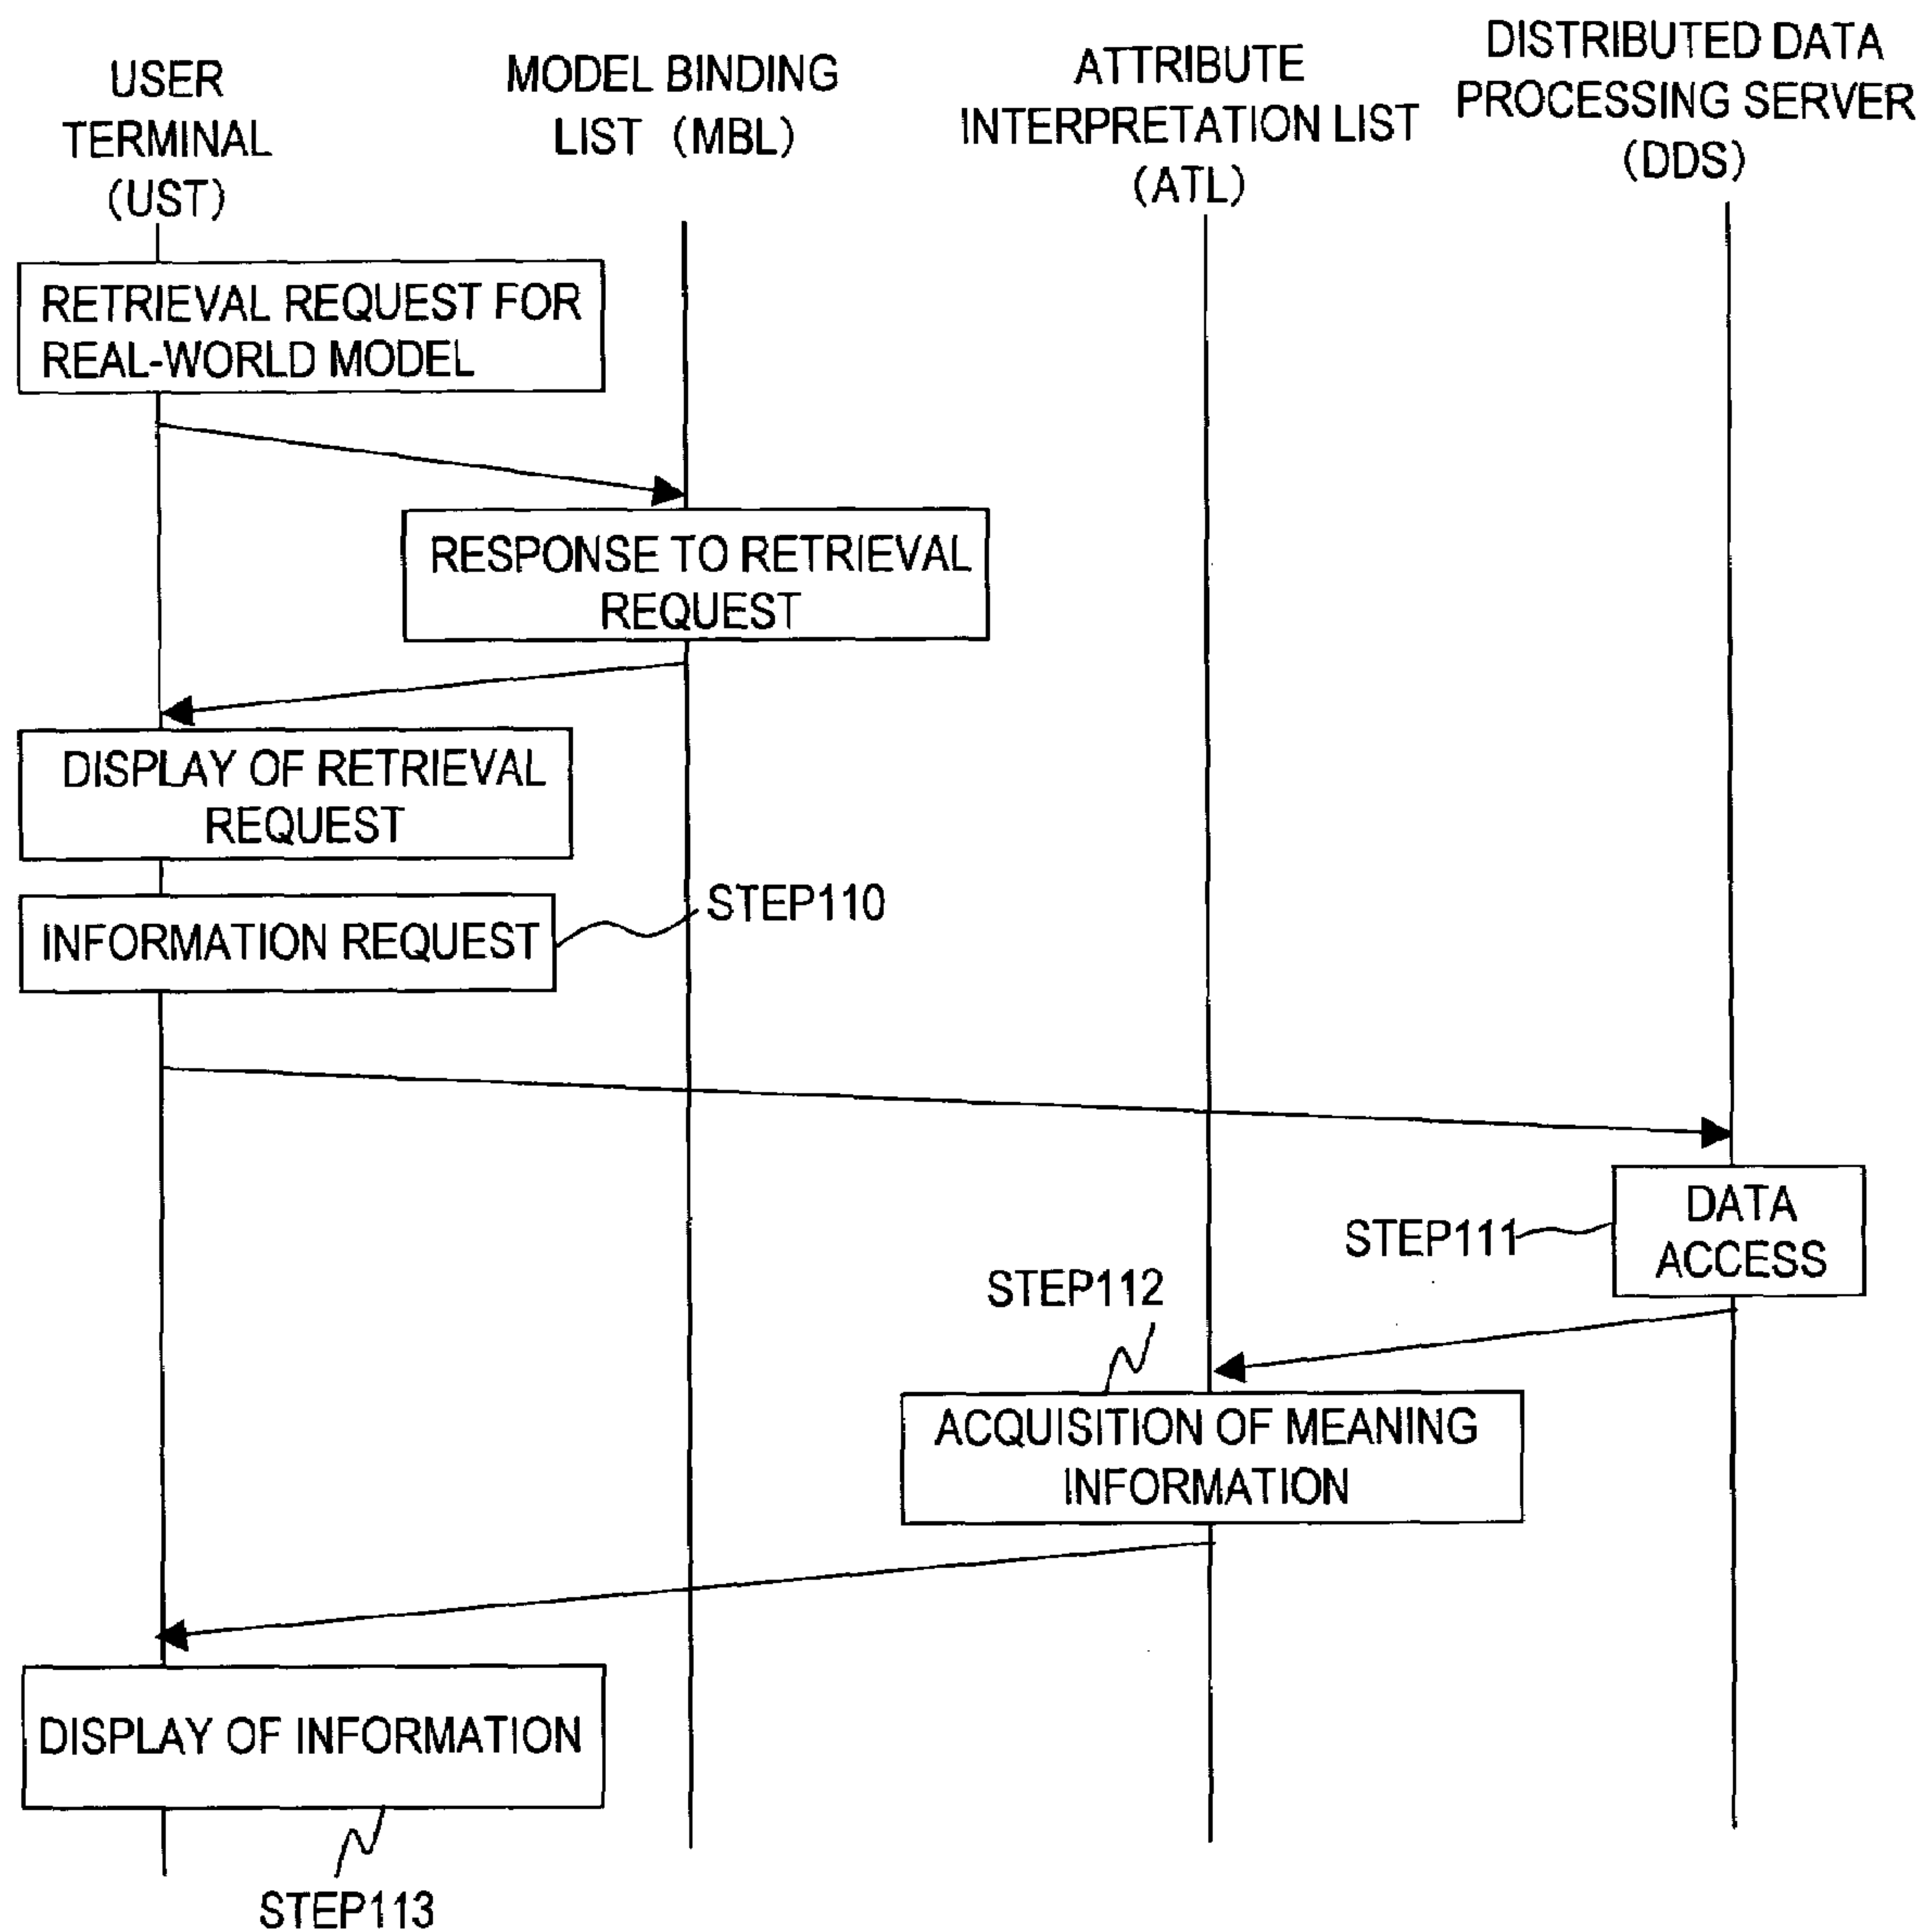 USER
TERMINAL
(UST)
MODEL BINDING
LIST (MBL)
ATTRIBUTE
INTERPRETATION LIST
(ATL)
DISTRIBUTED DATA
PROCESSING SERVER
(DDS)
RETRIEVAL REQUEST FOR
REAL-WORLD MODEL
RESPONSE TO RETRIEVAL
REQUEST
DISPLAY OF RETRIEVAL
REQUEST
INFORMATION REQUEST
STEP110
DATA
ACCESS
STEP111
STEP112
ACQUISITION OF MEANING
INFORMATION
DISPLAY OF INFORMATION
STEP113